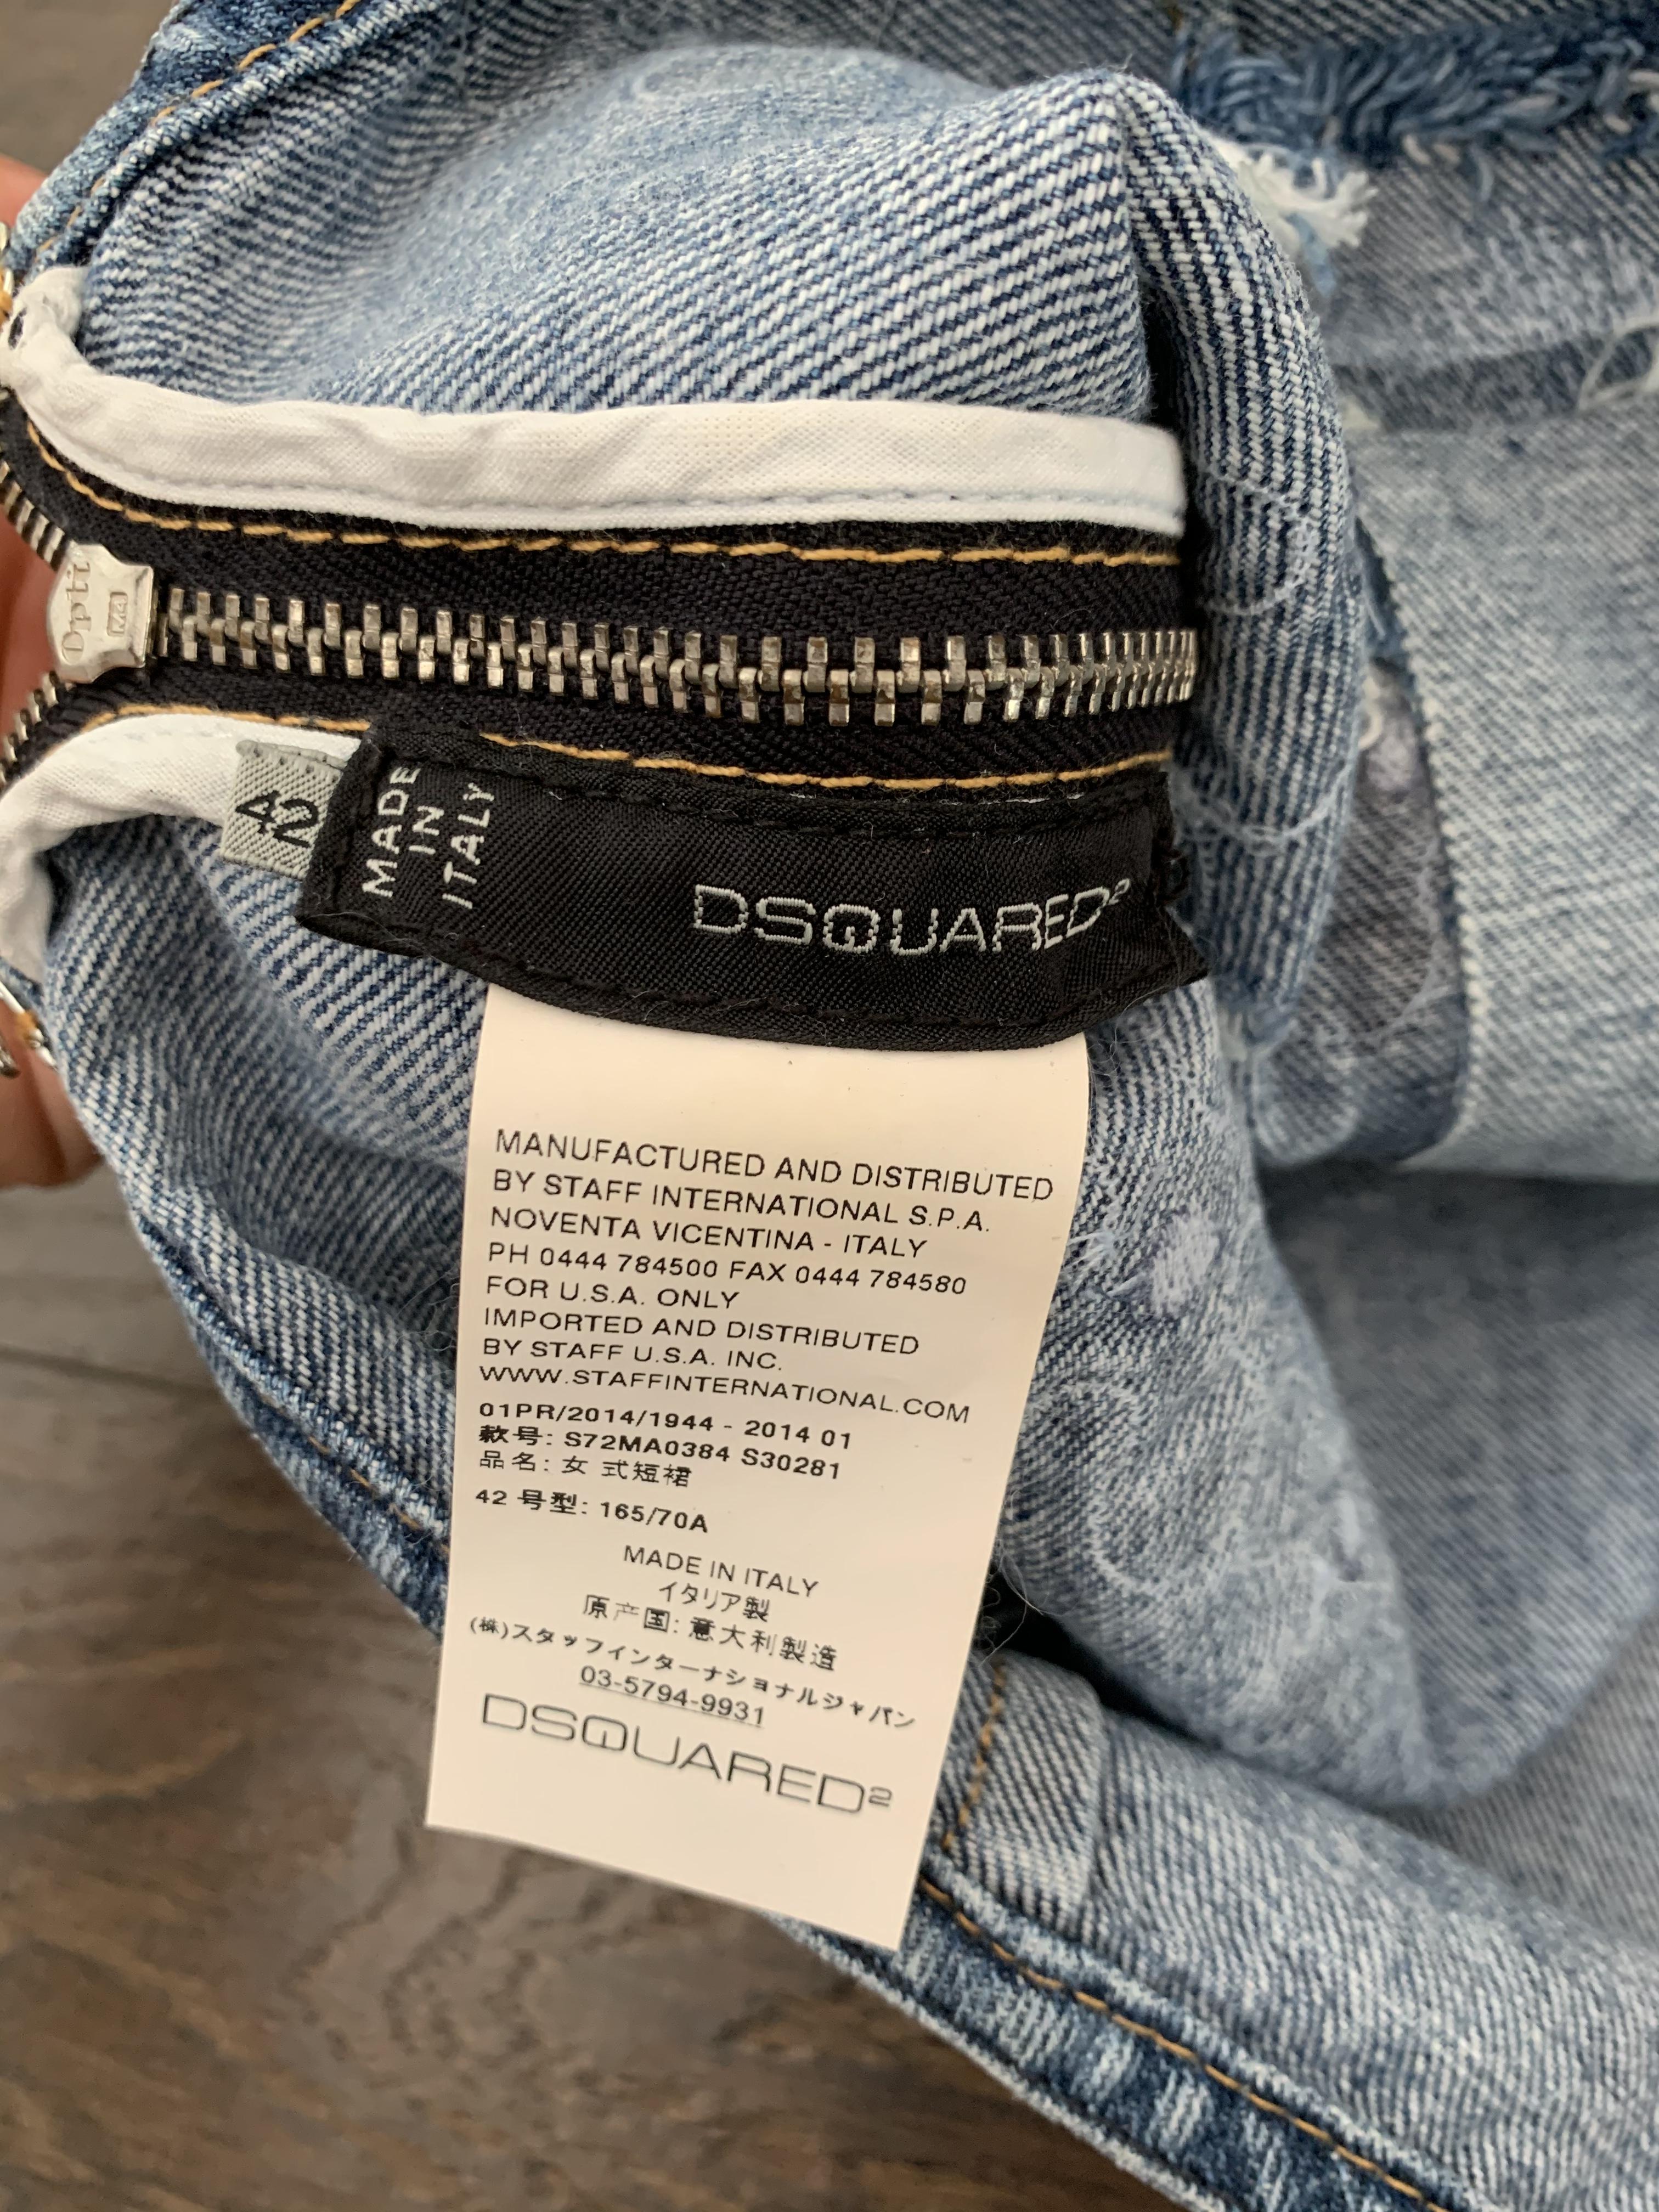 Opti
M4
42
MADE
IN
ITALY
DSQUARED²
MANUFACTURED AND DISTRIBUTED
BY STAFF INTERNATIONAL S.P.A.
NOVENTA VICENTINA - ITALY
PH 0444 784500 FAX 0444 784580
FOR U.S.A. ONLY
IMPORTED AND DISTRIBUTED
BY STAFF U.S.A. INC.
WWW.STAFFINTERNATIONAL.COM
01PR/2014/1944 - 2014 01
款号: S72MA0384 S30281
品名: 女 式短裙
42 号型: 165/70A
MADE IN ITALY
イタリア製
原产国: 意大利製造
(株)スタッフインターナショナルジャパン
03-5794-9931
DSQUARED²